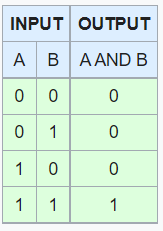 INPUT OUTPUT
A B A AND B
0 0 0
0 1 0
1 0 0
1 1 1